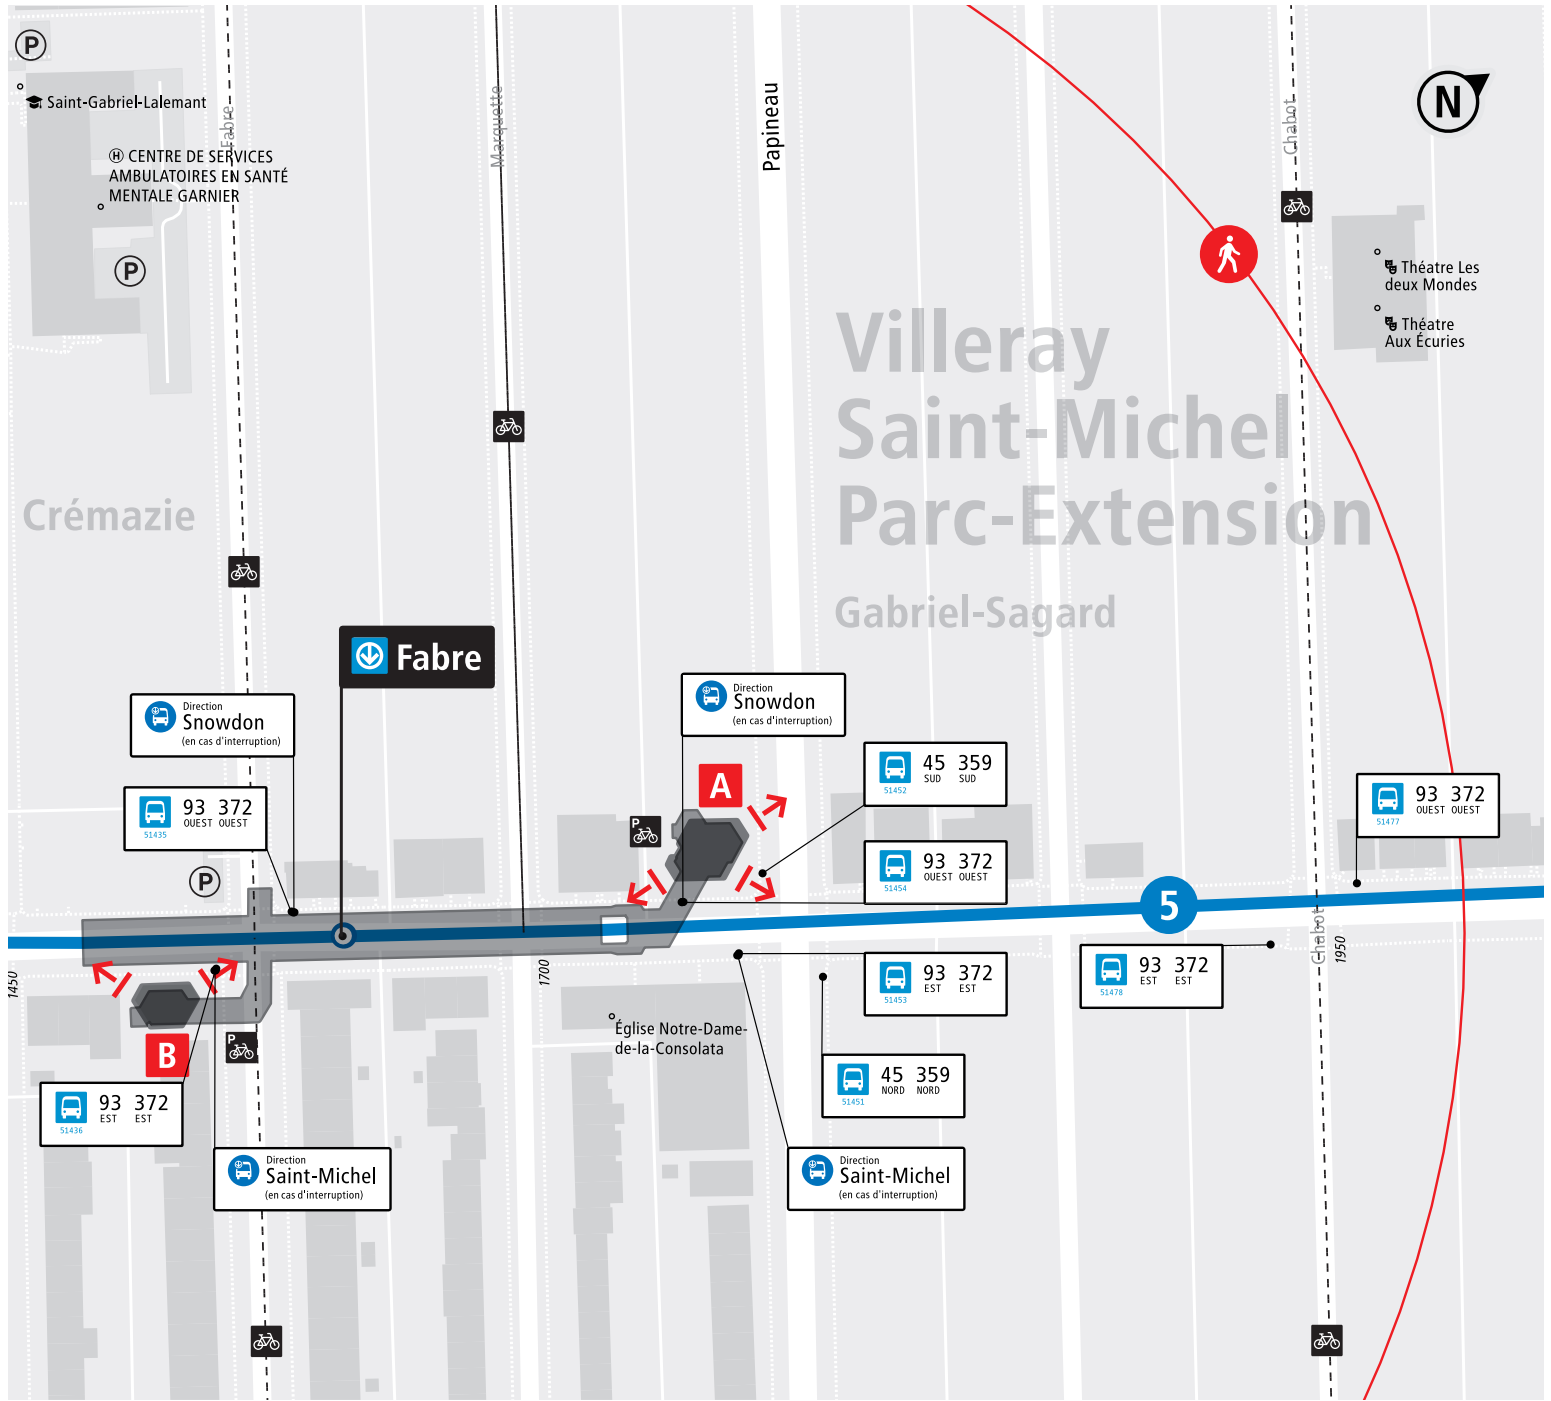 P
Saint-Gabriel-Lalemant
Fabre
H CENTRE DE SERVICES
AMBULATOIRES EN SANTÉ
MENTALE GARNIER
P
Marquette
Papineau
Chabot
N
Théatre Les
deux Mondes
Théatre
Aux Écuries
Villeray
Saint-Michel
Parc-Extension
Gabriel-Sagard
Crémazie
Fabre
Direction
Snowdon
(en cas d'interruption)
93 372
OUEST OUEST
51435
P
Direction
Snowdon
(en cas d'interruption)
A
P
45 359
SUD SUD
51452
93 372
OUEST OUEST
51454
93 372
OUEST OUEST
51477
5
Chabot
1950
1450
1700
93 372
EST EST
51453
93 372
EST EST
51478
Église Notre-Dame-
de-la-Consolata
B
P
45 359
NORD NORD
51451
93 372
EST EST
51436
Direction
Saint-Michel
(en cas d'interruption)
Direction
Saint-Michel
(en cas d'interruption)